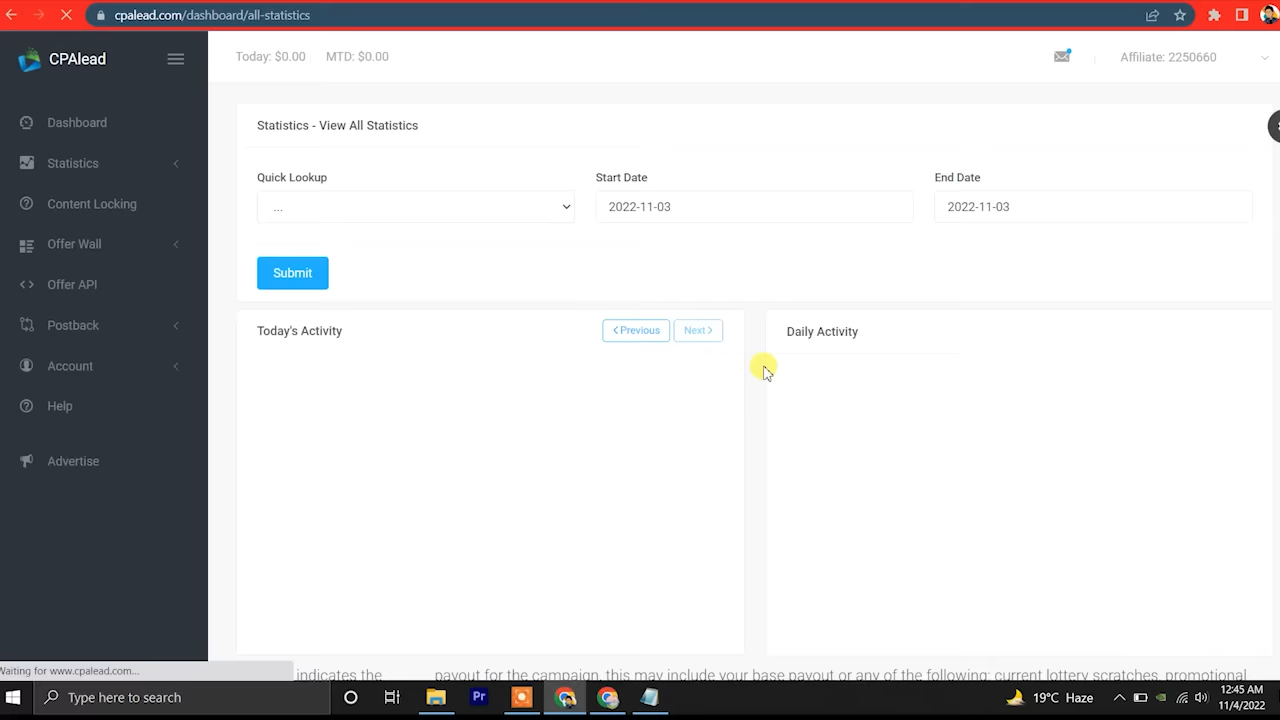 cpalead.com/dashboard/all-statistics
CPAlead
Today: $0.00 MTD: $0.00
Affiliate: 2250660
Dashboard
Statistics
Content Locking
Offer Wall
Offer API
Postback
Account
Help
Advertise
Statistics - View All Statistics
Quick Lookup
...
Start Date
2022-11-03
End Date
2022-11-03
Submit
Today's Activity
Previous
Next
Daily Activity
Waiting for www.cpalead.com...
indicates the payout for the campaign, this may include your base payout or any of the following: current lottery scratches, promotional
Type here to search
Pr
19°C Haze
12:45 AM
11/4/2022